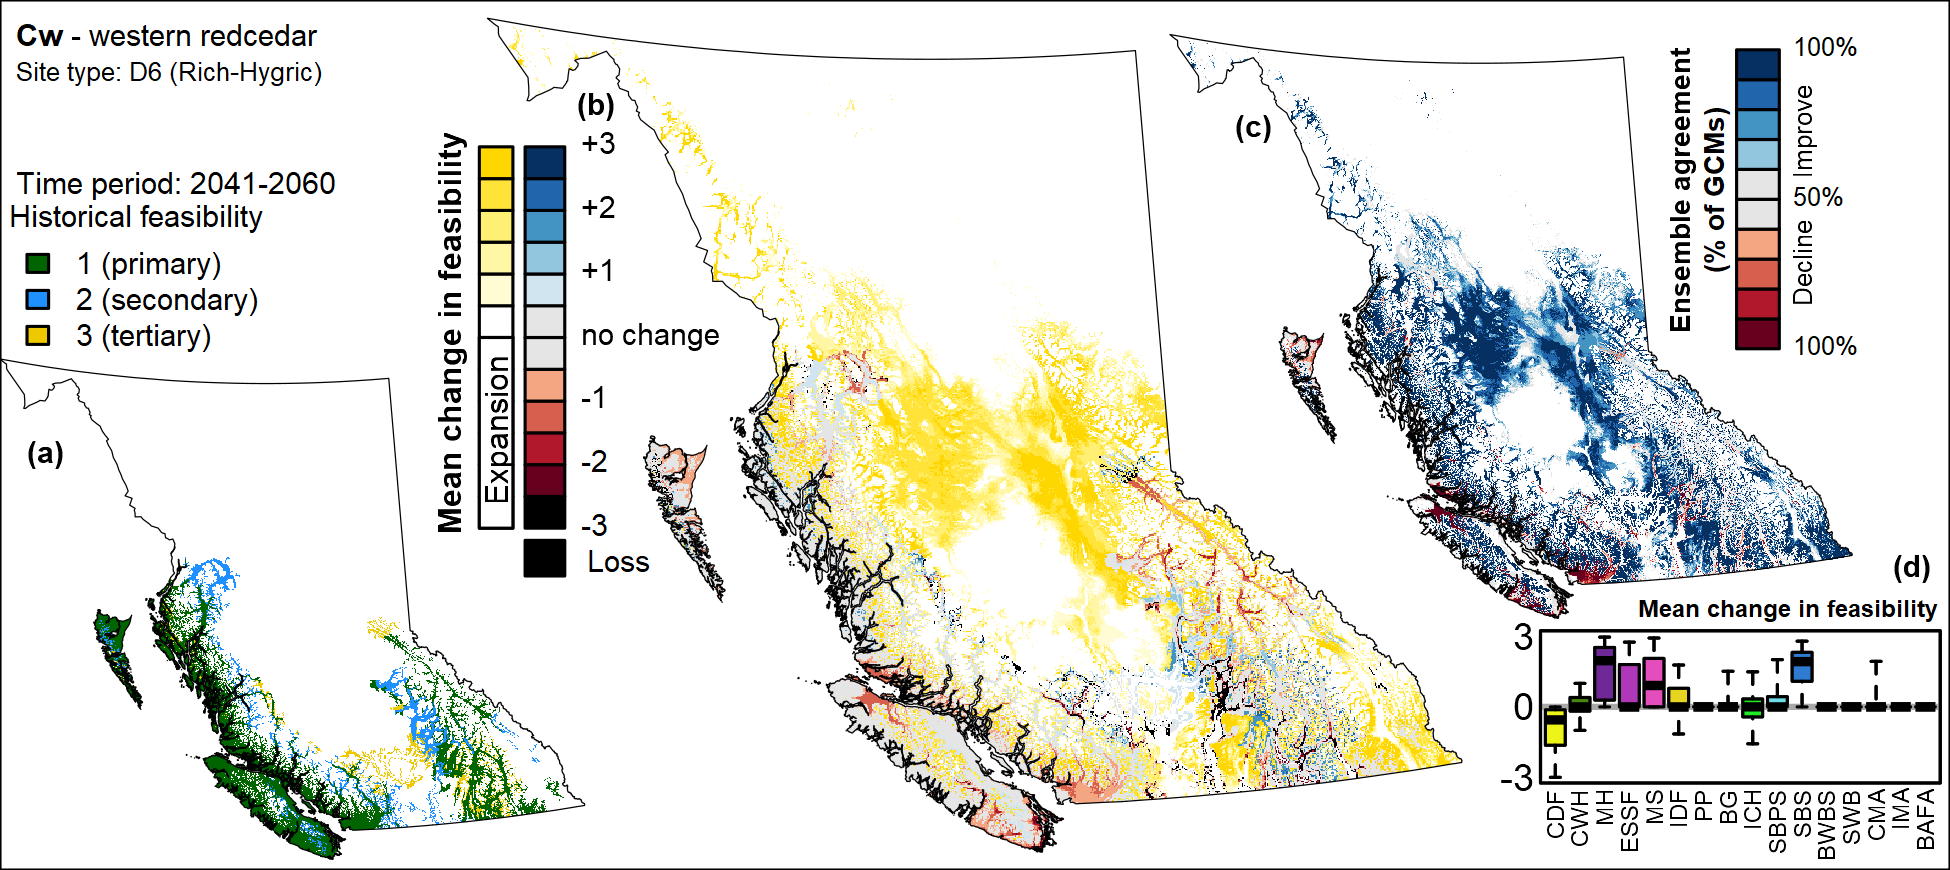 Cw - western redcedar
Site type: D6 (Rich-Hygric)
Time period: 2041-2060
Historical feasibility
1 (primary)
2 (secondary)
3 (tertiary)
(a)
(b)
Mean change in feasibility
Expansion
+3
+2
+1
no change
-1
-2
-3
Loss
(c)
Ensemble agreement
(% of GCMs)
100%
Improve
50%
Decline
100%
(d)
Mean change in feasibility
3
0
-3
CDF
CWH
MH
ESSF
MS
IDF
PP
BG
ICH
SBPS
SBS
BWBS
SWB
CMA
IMA
BAFA